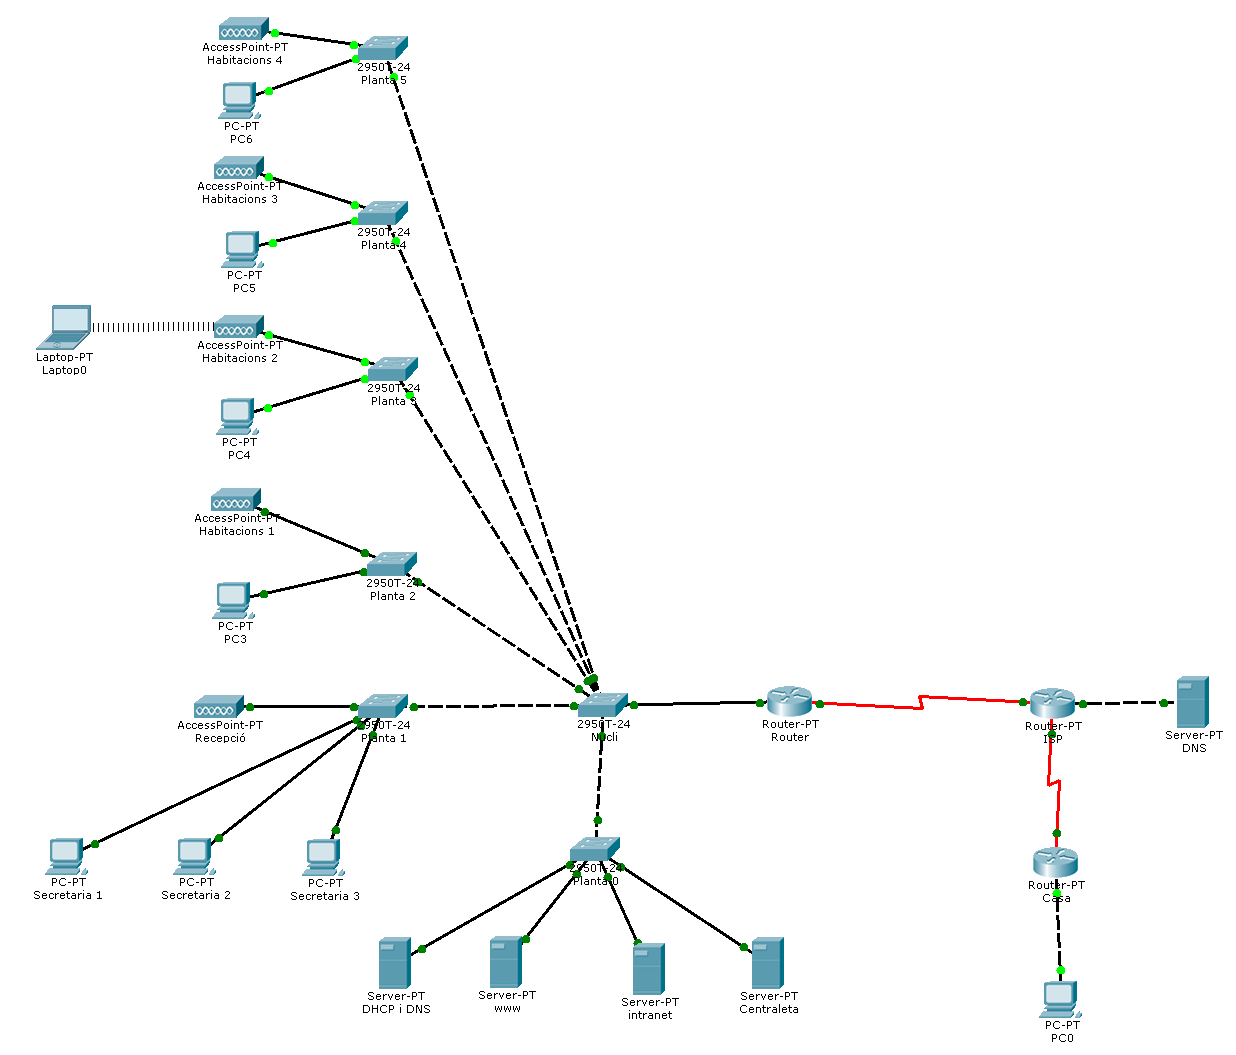 AccessPoint-PT
Habitacions 4
2950T-24
Planta 5
PC-PT
PC6
AccessPoint-PT
Habitacions 3
2950T-24
Planta 4
PC-PT
PC5
Laptop-PT
Laptop0
AccessPoint-PT
Habitacions 2
2950T-24
Planta 3
PC-PT
PC4
AccessPoint-PT
Habitacions 1
2950T-24
Planta 2
PC-PT
PC3
AccessPoint-PT
Recepció
2950T-24
Planta 1
2950T-24
Nucli
Router-PT
Router
Router-PT
ISP
Server-PT
DNS
PC-PT
Secretaria 1
PC-PT
Secretaria 2
PC-PT
Secretaria 3
2950T-24
Planta 0
Router-PT
Casa
Server-PT
DHCP i DNS
Server-PT
www
Server-PT
intranet
Server-PT
Centraleta
PC-PT
PC0